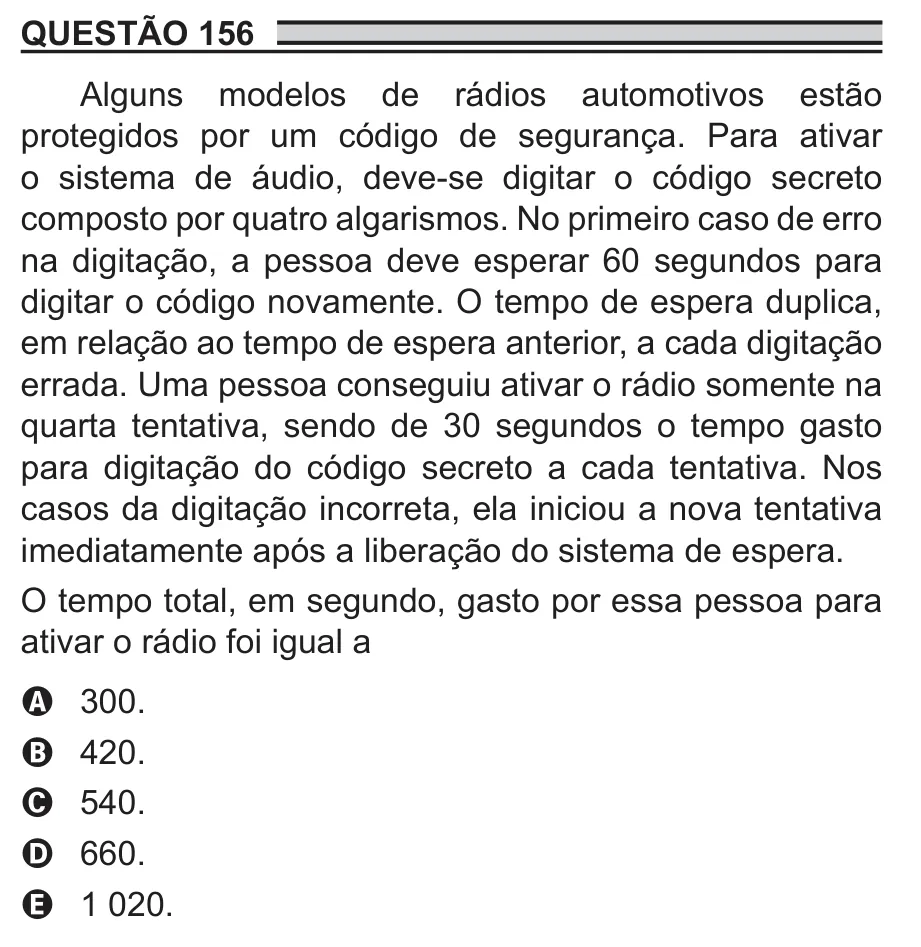 QUESTÃO 156
Alguns modelos de rádios automotivos estão
protegidos por um código de segurança. Para ativar
o sistema de áudio, deve-se digitar o código secreto
composto por quatro algarismos. No primeiro caso de erro
na digitação, a pessoa deve esperar 60 segundos para
digitar o código novamente. O tempo de espera duplica,
em relação ao tempo de espera anterior, a cada digitação
errada. Uma pessoa conseguiu ativar o rádio somente na
quarta tentativa, sendo de 30 segundos o tempo gasto
para digitação do código secreto a cada tentativa. Nos
casos da digitação incorreta, ela iniciou a nova tentativa
imediatamente após a liberação do sistema de espera.
O tempo total, em segundo, gasto por essa pessoa para
ativar o rádio foi igual a
A 300.
B 420.
C 540.
D 660.
E 1 020.